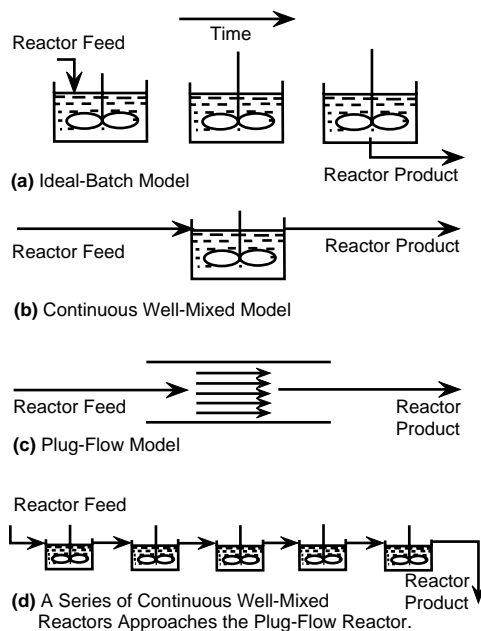 Time
Reactor Feed
Reactor Product
(a) Ideal-Batch Model
Reactor Feed
Reactor Product
(b) Continuous Well-Mixed Model
Reactor Feed
Reactor
Product
(c) Plug-Flow Model
Reactor Feed
Reactor
Product
(d) A Series of Continuous Well-Mixed
Reactors Approaches the Plug-Flow Reactor.